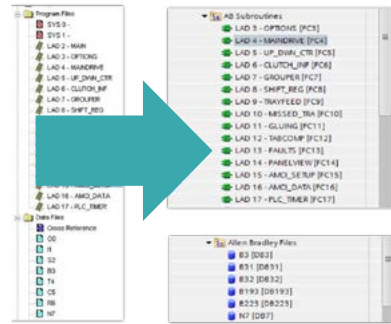 Program Files
SYS 0 -
SYS 1 -
LAD 2 - MAIN
LAD 3 - OPTIONS
LAD 4 - MAINDRIVE
LAD 5 - UP_DWN_CTR
LAD 6 - CLUTCH_INF
LAD 7 - GROUPER
LAD 8 - SHIFT_REG
LAD 16 - AMCI_DATA
LAD 17 - PLC_TIMER
Data Files
Cross Reference
O0
I1
S2
B3
T4
C5
R6
N7
AB Subroutines
LAD 3 - OPTIONS [FC3]
LAD 4 - MAINDRIVE [FC4]
LAD 5 - UP_DWN_CTR [FC5]
LAD 6 - CLUTCH_INF [FC6]
LAD 7 - GROUPER [FC7]
LAD 8 - SHIFT_REG [FC8]
LAD 9 - TRAYFEED [FC9]
LAD 10 - MISSED_TRA [FC10]
LAD 11 - GLUING [FC11]
LAD 12 - TABCOMP [FC12]
LAD 13 - FAULTS [FC13]
LAD 14 - PANELVIEW [FC14]
LAD 15 - AMCI_SETUP [FC15]
LAD 16 - AMCI_DATA [FC16]
LAD 17 - PLC_TIMER [FC17]
Allen Bradley Files
B3 [DB3]
B31 [DB31]
B32 [DB32]
B193 [DB193]
B223 [DB223]
N7 [DB7]